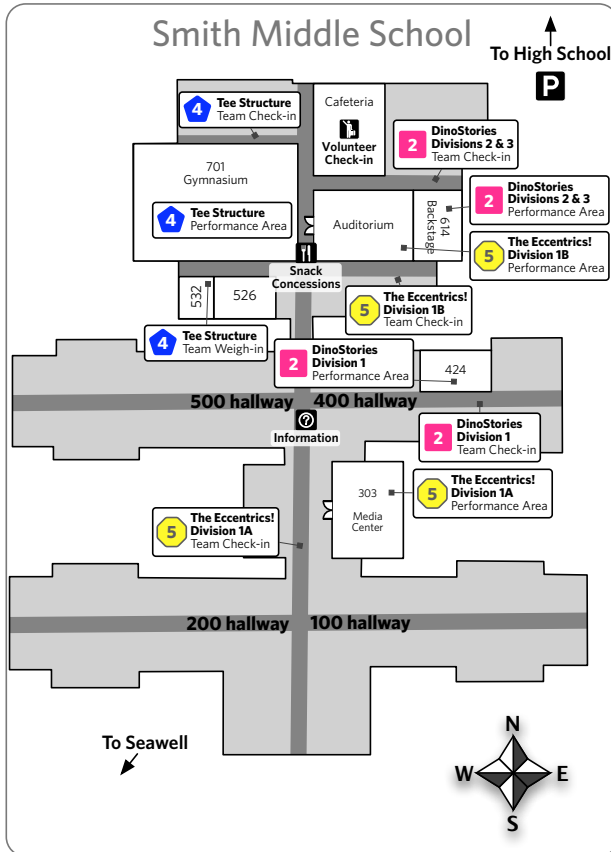 Smith Middle School
To High School
P
4
Tee Structure
Team Check-in
Cafeteria
Volunteer
Check-in
2
DinoStories
Divisions 2 & 3
Team Check-in
701
Gymnasium
2
DinoStories
Divisions 2 & 3
Performance Area
4
Tee Structure
Performance Area
Auditorium
614
Backstage
5
The Eccentrics!
Division 1B
Performance Area
Snack
Concessions
532
526
5
The Eccentrics!
Division 1B
Team Check-in
4
Tee Structure
Team Weigh-in
2
DinoStories
Division 1
Performance Area
424
500 hallway
400 hallway
?
Information
2
DinoStories
Division 1
Team Check-in
303
Media
Center
5
The Eccentrics!
Division 1A
Performance Area
5
The Eccentrics!
Division 1A
Team Check-in
200 hallway
100 hallway
To Seawell
N
W
E
S